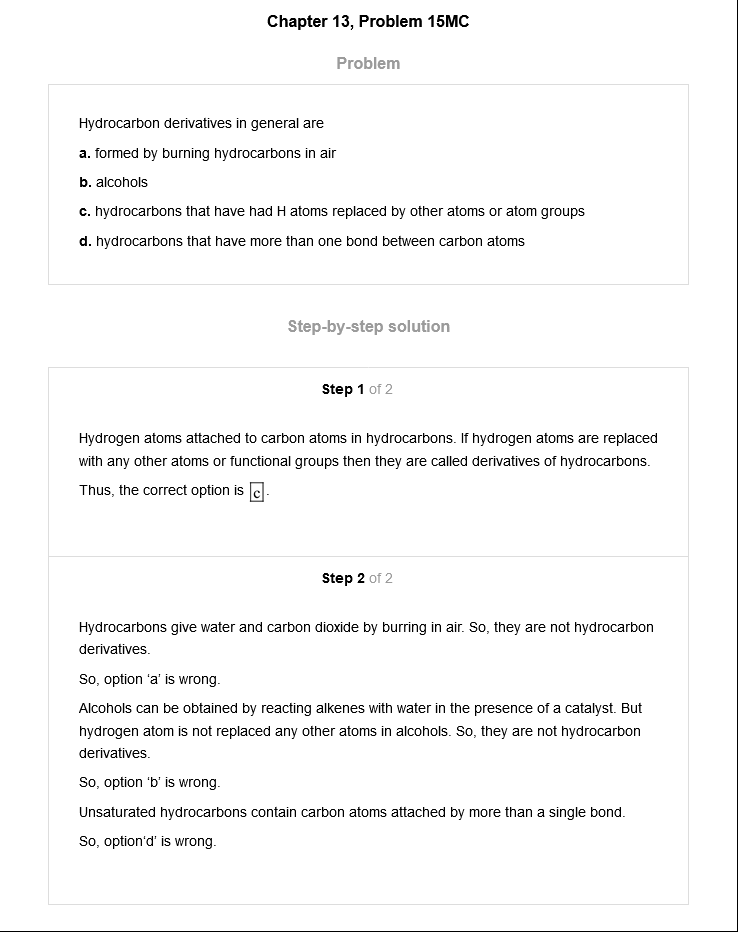 Chapter 13, Problem 15MC
Problem
Hydrocarbon derivatives in general are
a. formed by burning hydrocarbons in air
b. alcohols
c. hydrocarbons that have had H atoms replaced by other atoms or atom groups
d. hydrocarbons that have more than one bond between carbon atoms
Step-by-step solution
Step 1 of 2
Hydrogen atoms attached to carbon atoms in hydrocarbons. If hydrogen atoms are replaced
with any other atoms or functional groups then they are called derivatives of hydrocarbons.
Thus, the correct option is c.
Step 2 of 2
Hydrocarbons give water and carbon dioxide by burring in air. So, they are not hydrocarbon
derivatives.
So, option ‘a’ is wrong.
Alcohols can be obtained by reacting alkenes with water in the presence of a catalyst. But
hydrogen atom is not replaced any other atoms in alcohols. So, they are not hydrocarbon
derivatives.
So, option ‘b’ is wrong.
Unsaturated hydrocarbons contain carbon atoms attached by more than a single bond.
So, option‘d’ is wrong.